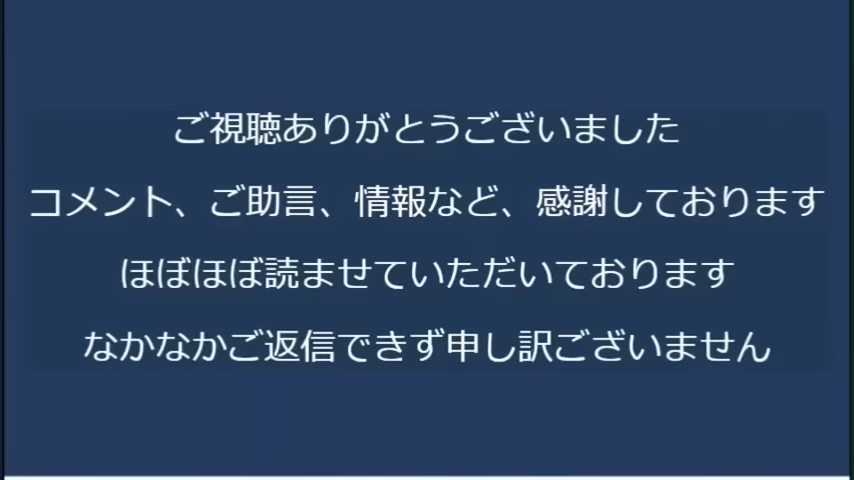 ご視聴ありがとうございました
コメント、ご助言、情報など、感謝しております
ほぼほぼ読ませていただいております
なかなかご返信できず申し訳ございません